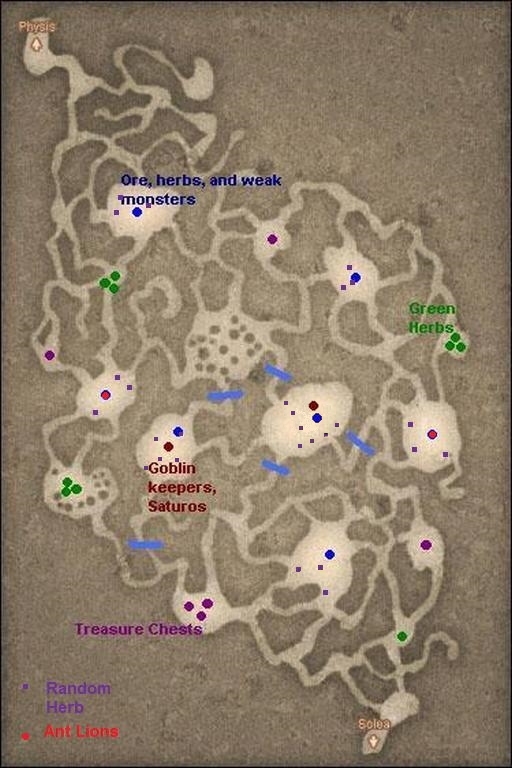 Physis
Ore, herbs, and weak
monsters
Green
Herbs
Goblin
keepers,
Saturos
Treasure Chests
Random
Herb
Ant Lions
Solea